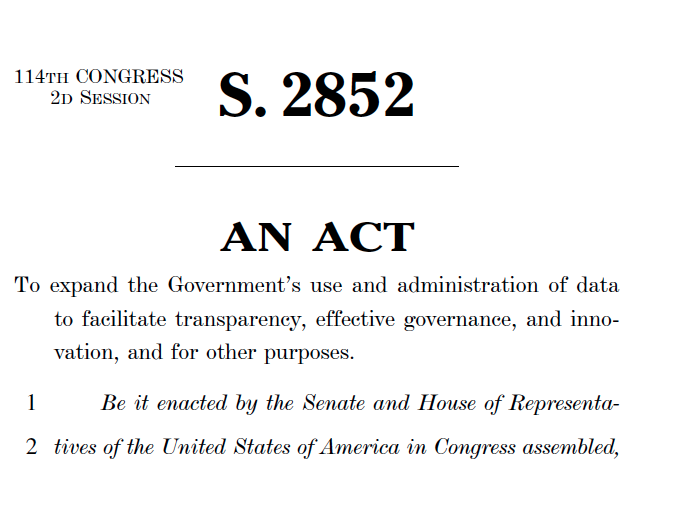 114TH CONGRESS
2D SESSION
S. 2852
AN ACT
To expand the Government’s use and administration of data
to facilitate transparency, effective governance, and inno-
vation, and for other purposes.
1 Be it enacted by the Senate and House of Representa-
2 tives of the United States of America in Congress assembled,